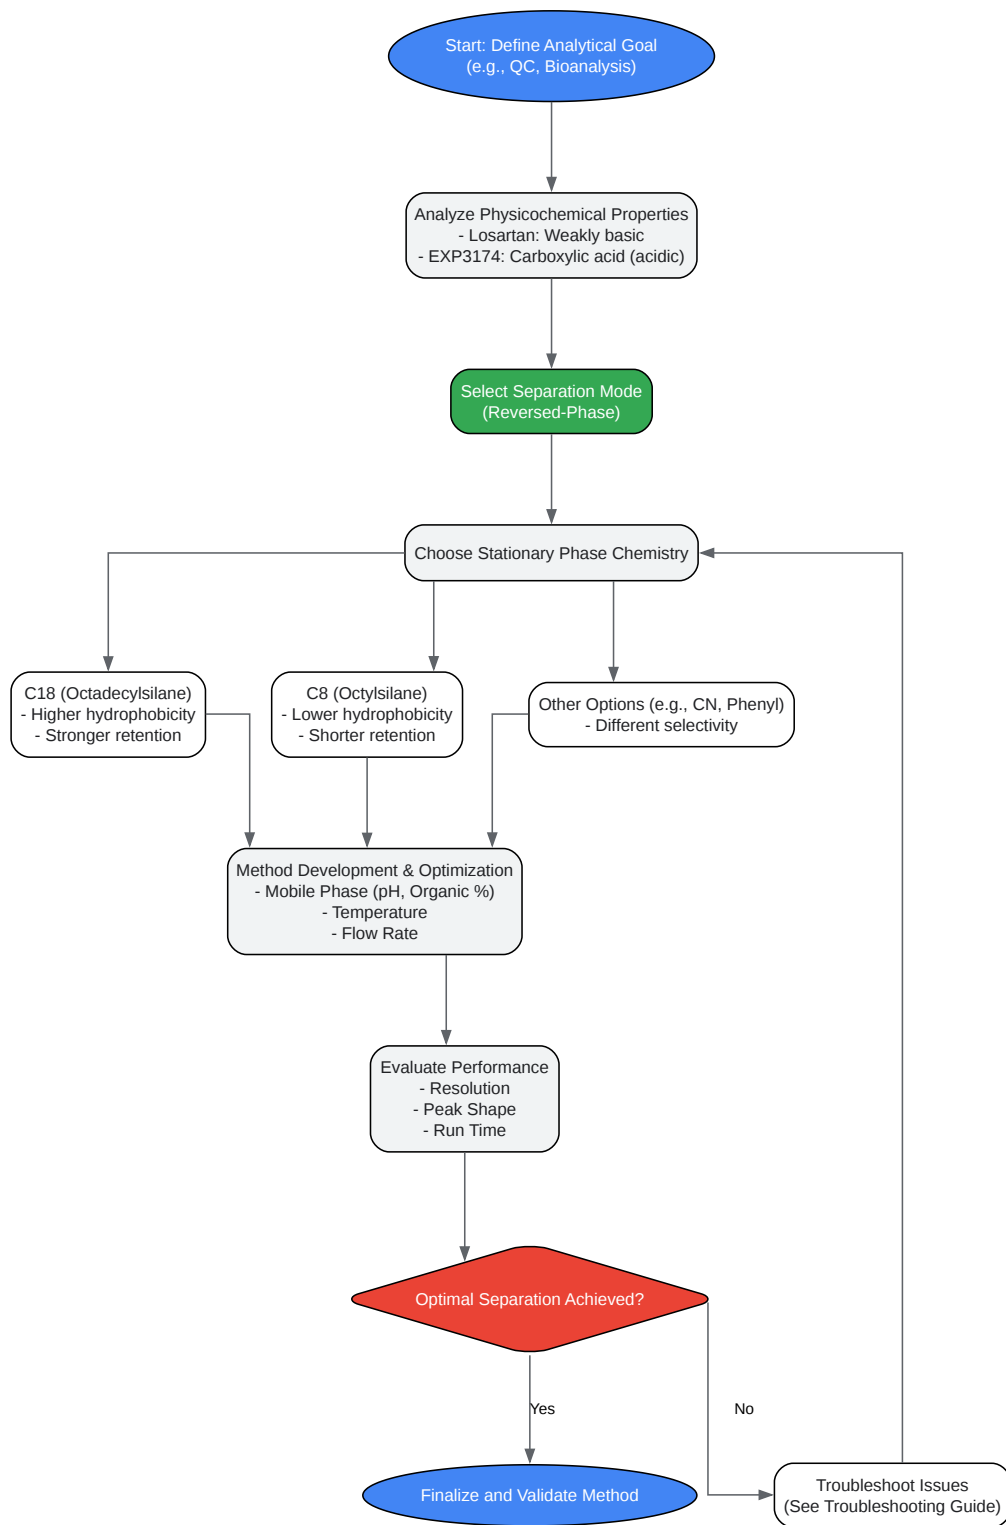 Start: Define Analytical Goal
(e.g., QC, Bioanalysis)
Analyze Physicochemical Properties
- Losartan: Weakly basic
- EXP3174: Carboxylic acid (acidic)
Select Separation Mode
(Reversed-Phase)
Choose Stationary Phase Chemistry
C18 (Octadecylsilane)
- Higher hydrophobicity
- Stronger retention
C8 (Octylsilane)
- Lower hydrophobicity
- Shorter retention
Other Options (e.g., CN, Phenyl)
- Different selectivity
Method Development & Optimization
- Mobile Phase (pH, Organic %)
- Temperature
- Flow Rate
Evaluate Performance
- Resolution
- Peak Shape
- Run Time
Optimal Separation Achieved?
Yes
No
Finalize and Validate Method
Troubleshoot Issues
(See Troubleshooting Guide)